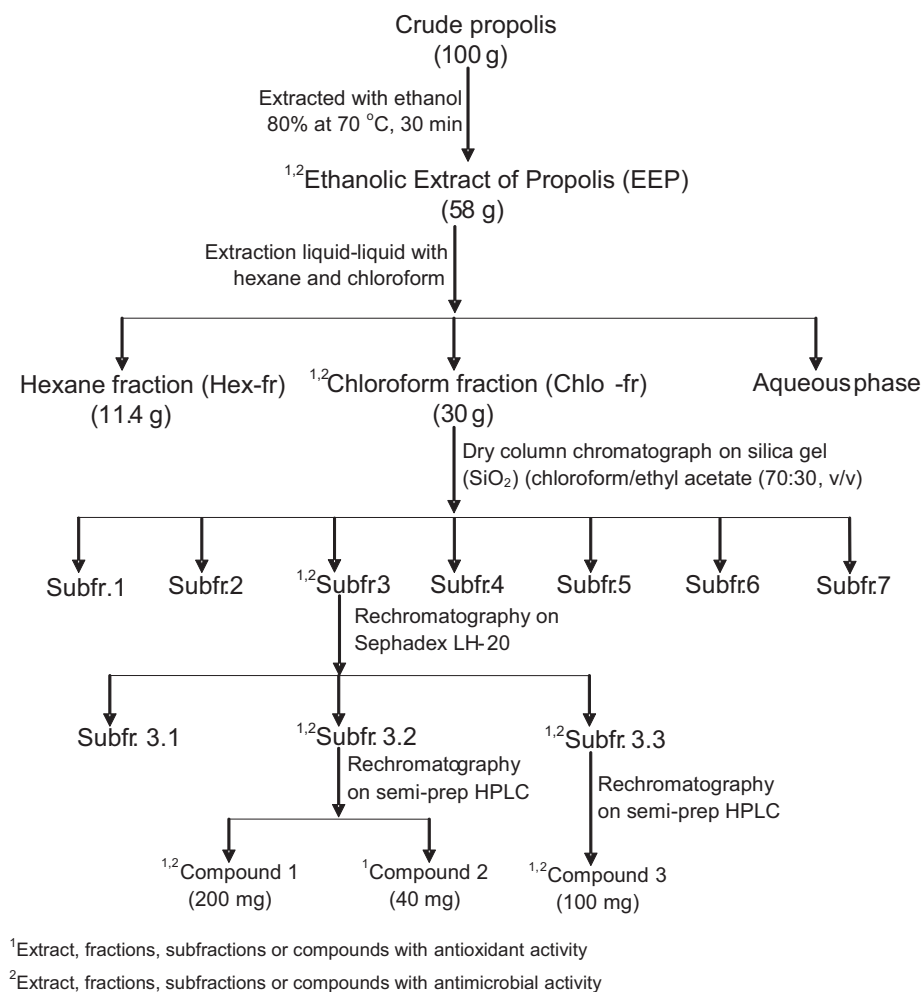 Crude propolis
(100 g)
Extracted with ethanol
80% at 70 °C, 30 min
1,2Ethanolic Extract of Propolis (EEP)
(58 g)
Extraction liquid-liquid with
hexane and chloroform
Hexane fraction (Hex-fr)
(11.4 g)
1,2Chloroform fraction (Chlo -fr)
(30 g)
Aqueous phase
Dry column chromatograph on silica gel
(SiO2) (chloroform/ethyl acetate (70:30, v/v)
Subfr.1
Subfr.2
1,2Subfr.3
Subfr.4
Subfr.5
Subfr.6
Subfr.7
Rechromatography on
Sephadex LH-20
Subfr. 3.1
1,2Subfr. 3.2
1,2Subfr. 3.3
Rechromatography
on semi-prep HPLC
Rechromatography
on semi-prep HPLC
1,2Compound 1
(200 mg)
1Compound 2
(40 mg)
1,2Compound 3
(100 mg)
1Extract, fractions, subfractions or compounds with antioxidant activity
2Extract, fractions, subfractions or compounds with antimicrobial activity